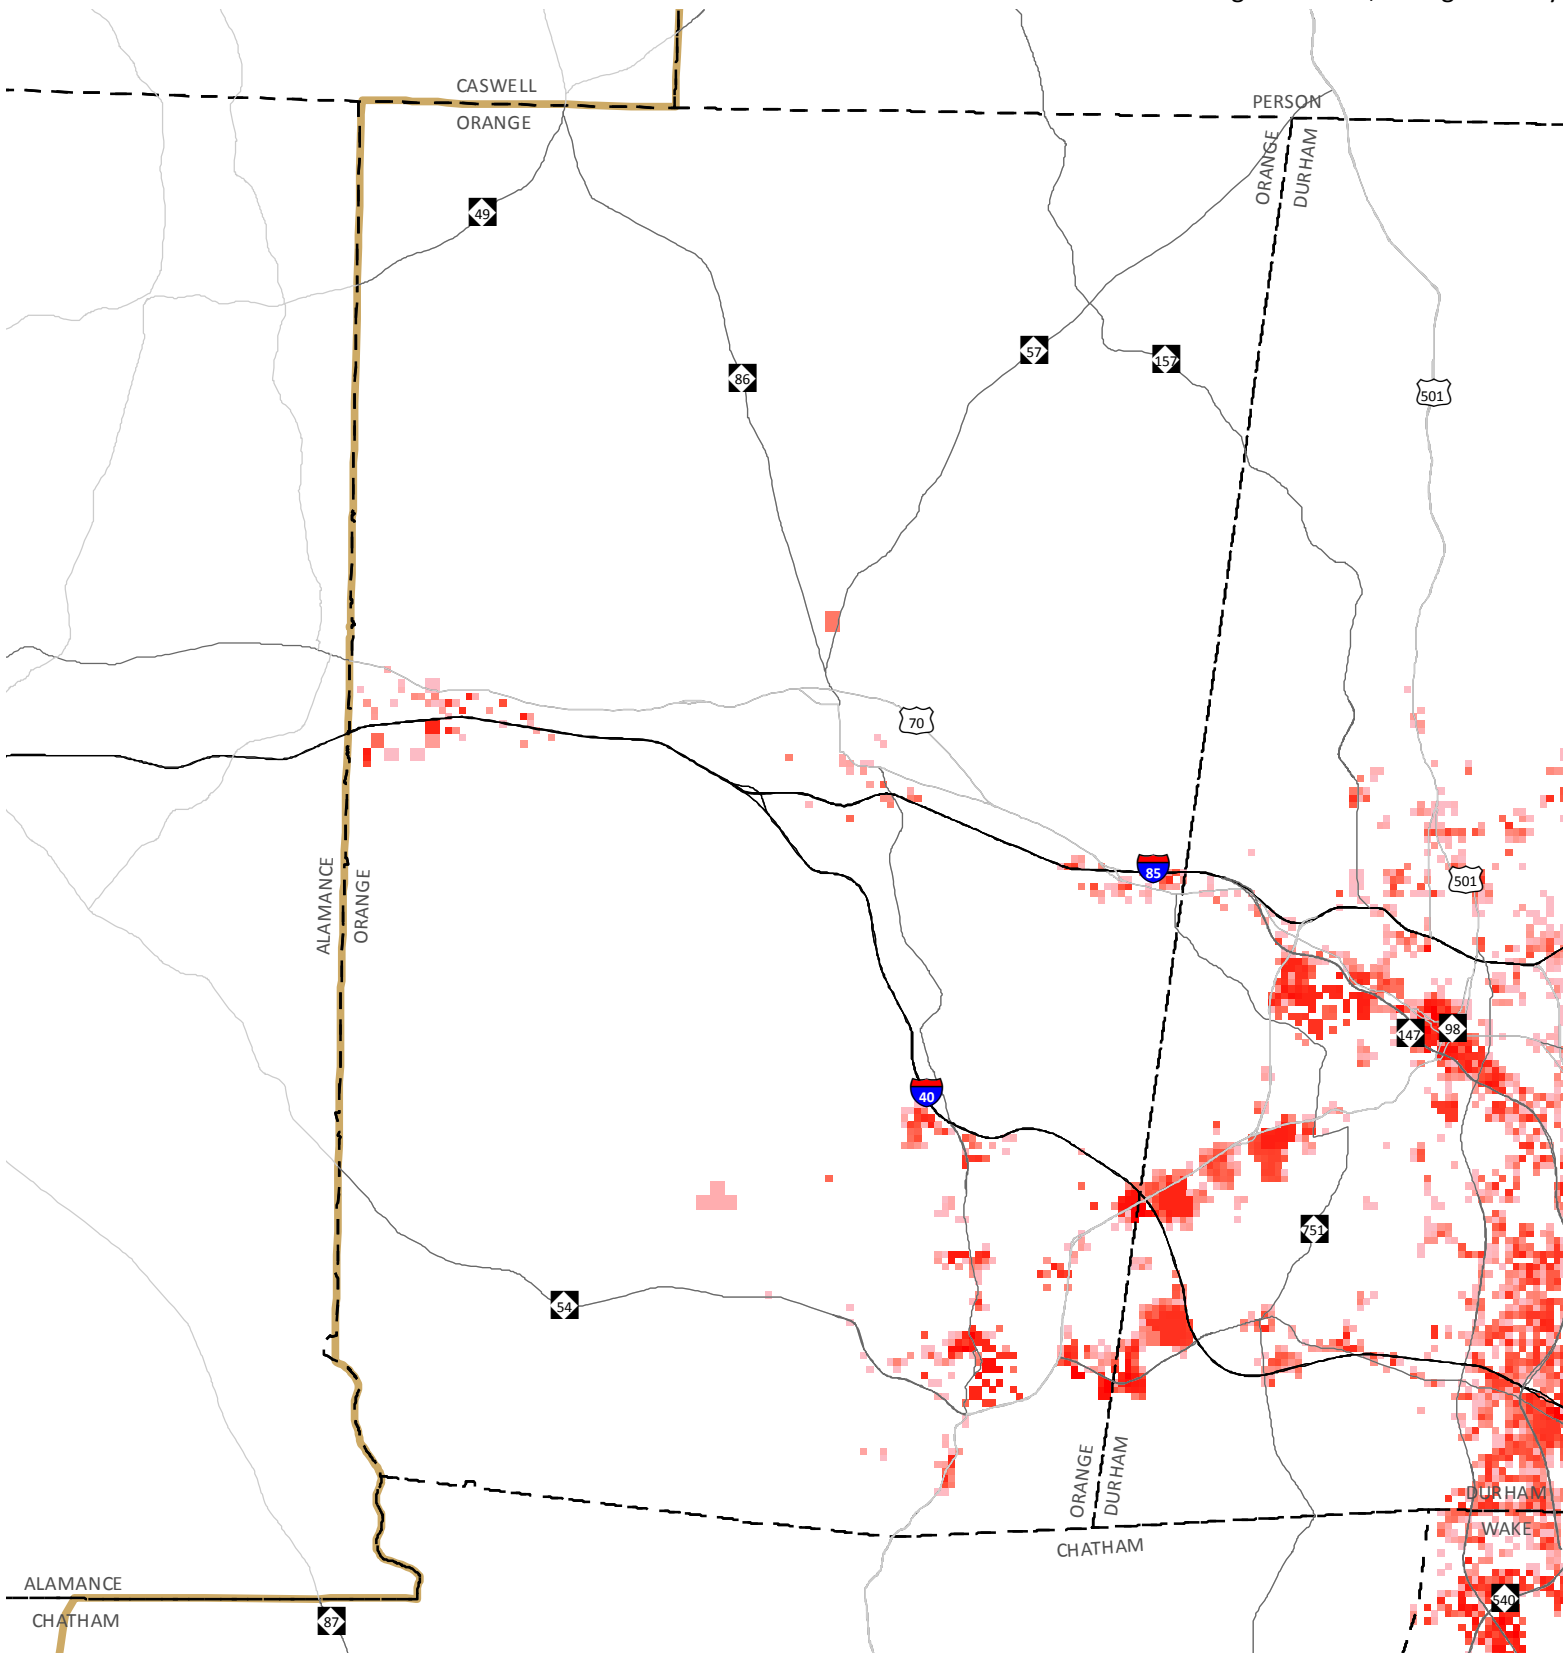 CASWELL
ORANGE
PERSON
ORANGE
DURHAM
49
57
157
86
501
70
85
501
ALAMANCE
ORANGE
147
98
40
751
54
ORANGE
DURHAM
DURHAM
WAKE
CHATHAM
ALAMANCE
CHATHAM
87
540